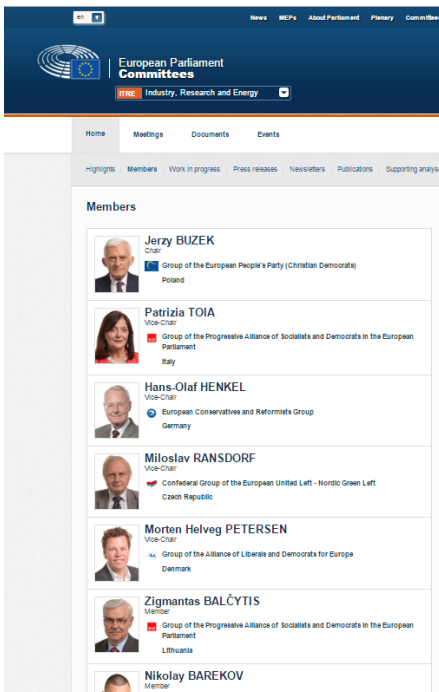 EN
News MEPs About Parliament Plenary Committees
European Parliament
Committees
ITRE Industry, Research and Energy
Home Meetings Documents Events
Highlights Members Work in progress Press releases Newsletters Publications Supporting analyse
Members
Jerzy BUZEK
Chair
Group of the European People's Party (Christian Democrats)
Poland
Patrizia TOIA
Vice-Chair
Group of the Progressive Alliance of Socialists and Democrats in the European
Parliament
Italy
Hans-Olaf HENKEL
Vice-Chair
European Conservatives and Reformists Group
Germany
Miloslav RANSDORF
Vice-Chair
Confederal Group of the European United Left - Nordic Green Left
Czech Republic
Morten Helveg PETERSEN
Vice-Chair
Group of the Alliance of Liberals and Democrats for Europe
Denmark
Zigmantas BALČYTIS
Member
Group of the Progressive Alliance of Socialists and Democrats in the European
Parliament
Lithuania
Nikolay BAREKOV
Member